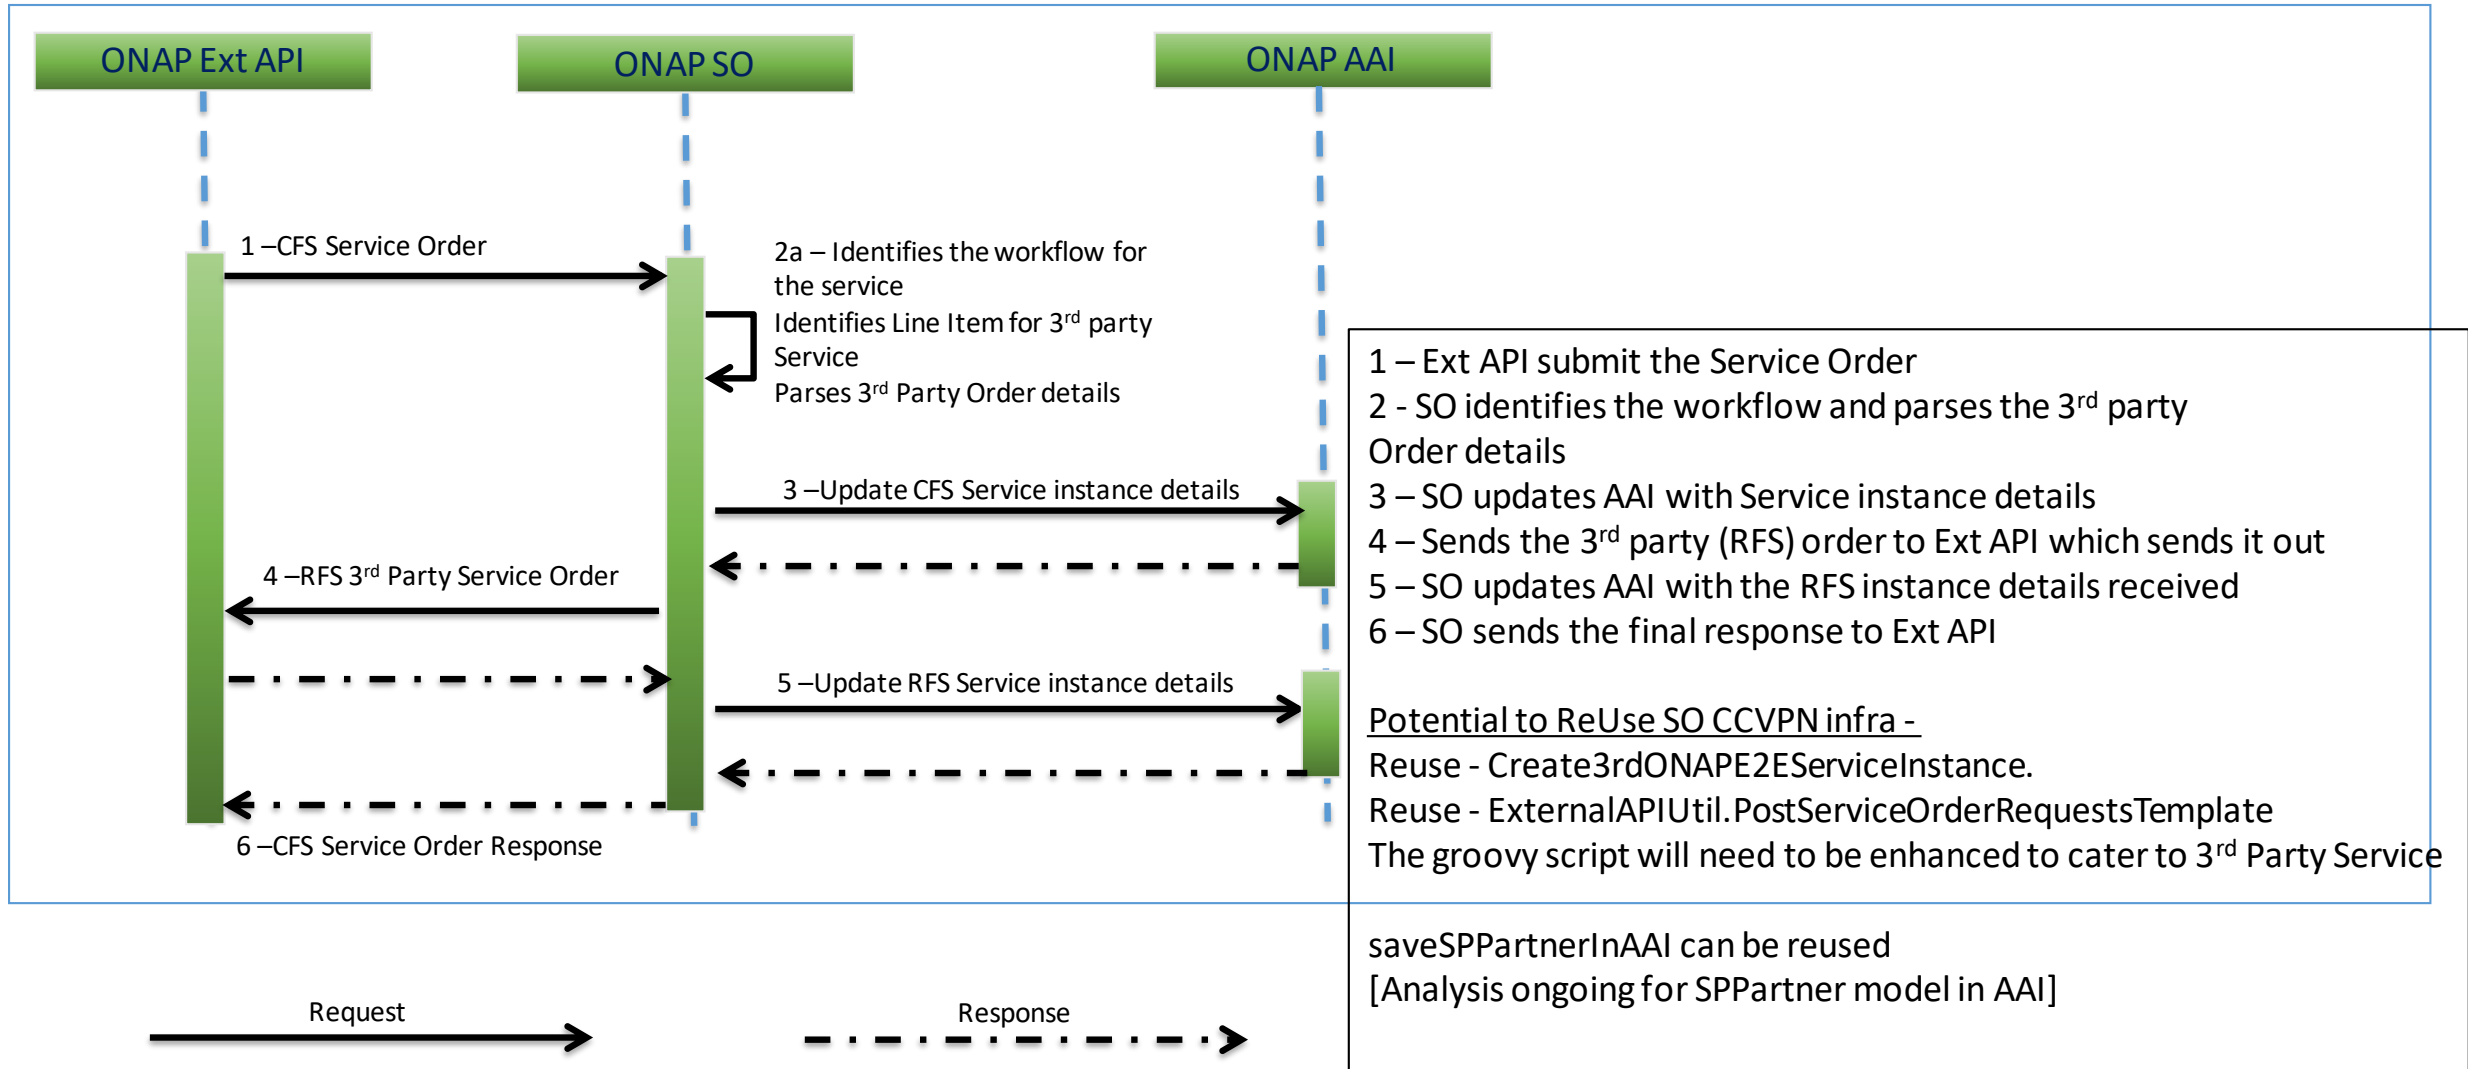 ONAP Ext API
ONAP SO
ONAP AAI
1 –CFS Service Order
2a – Identifies the workflow for
the service
Identifies Line Item for 3rd party
Service
Parses 3rd Party Order details
3 –Update CFS Service instance details
4 –RFS 3rd Party Service Order
5 –Update RFS Service instance details
6 –CFS Service Order Response
1 – Ext API submit the Service Order
2 - SO identifies the workflow and parses the 3rd party
Order details
3 – SO updates AAI with Service instance details
4 – Sends the 3rd party (RFS) order to Ext API which sends it out
5 – SO updates AAI with the RFS instance details received
6 – SO sends the final response to Ext API
Potential to ReUse SO CCVPN infra -
Reuse - Create3rdONAPE2EServiceInstance.
Reuse - ExternalAPIUtil.PostServiceOrderRequestsTemplate
The groovy script will need to be enhanced to cater to 3rd Party Service
saveSPPartnerInAAI can be reused
[Analysis ongoing for SPPartner model in AAI]
Request
Response